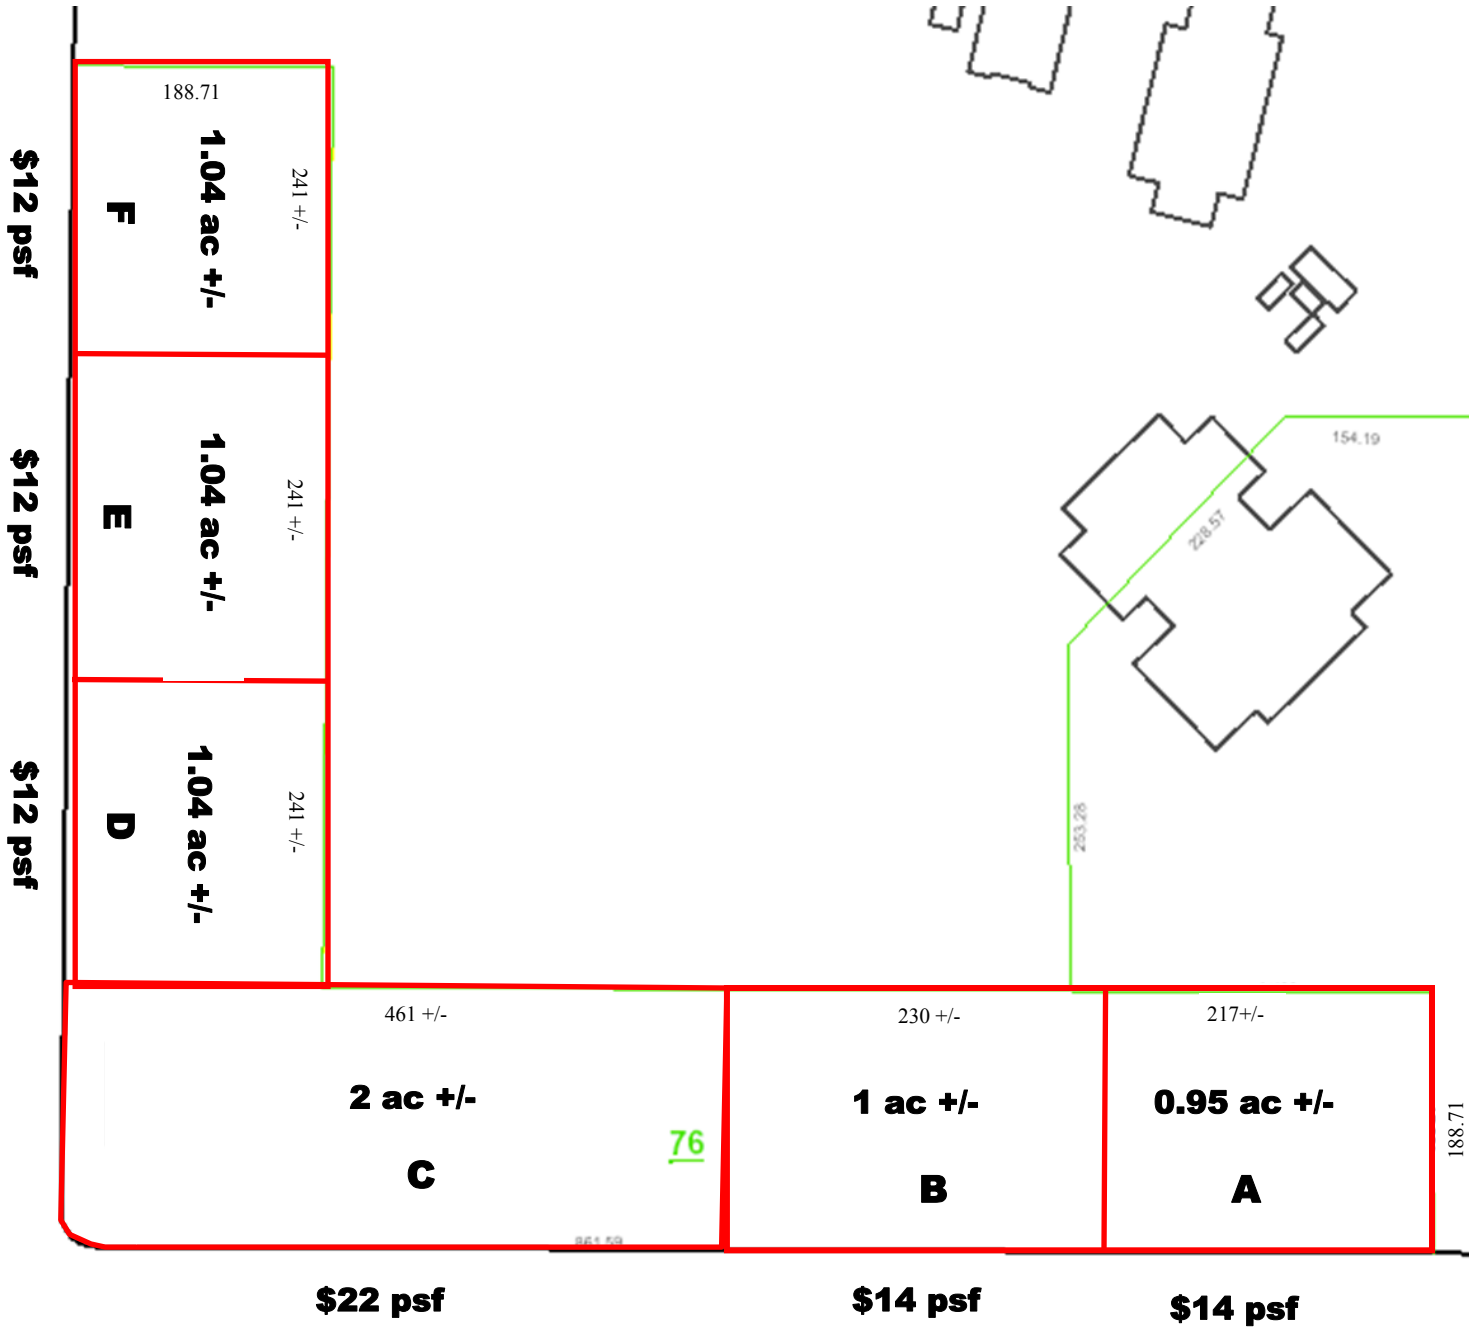 188.71
241 +/-
1.04 ac +/-
F
$12 psf
241 +/-
1.04 ac +/-
E
$12 psf
241 +/-
1.04 ac +/-
D
$12 psf
154.19
228.57
253.28
461 +/-
230 +/-
217+/-
2 ac +/-
1 ac +/-
0.95 ac +/-
188.71
76
C
B
A
861.59
$22 psf
$14 psf
$14 psf